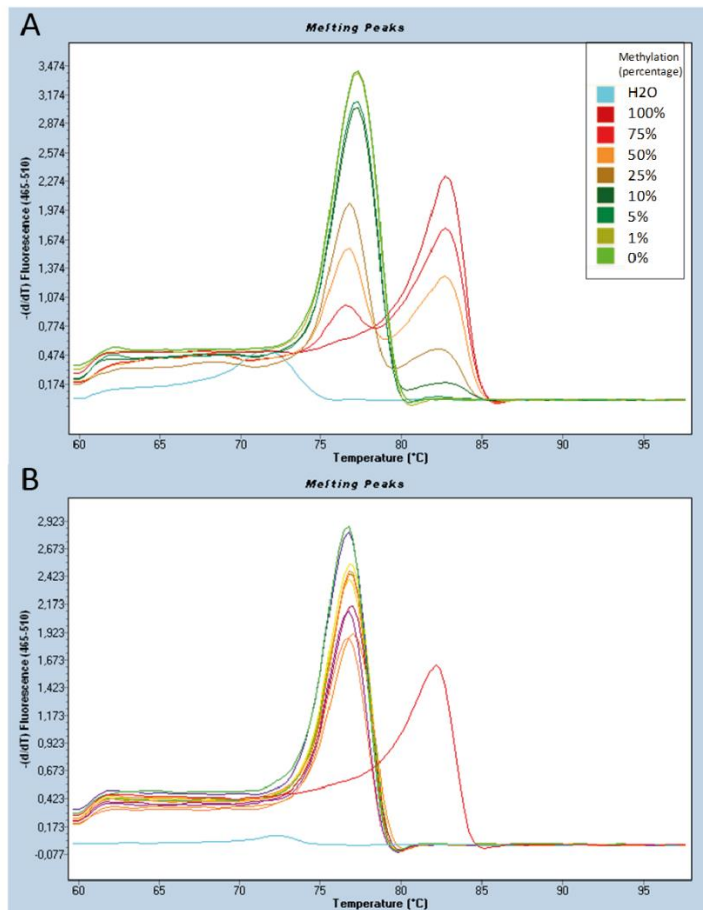 A
Melting Peaks
Methylation
(percentage)
H2O
100%
75%
50%
25%
10%
5%
1%
0%
-(d/dT) Fluorescence (465-510)
3,474
3,174
2,874
2,574
2,274
1,974
1,674
1,374
1,074
0,774
0,474
0,174
60 65 70 75 80 85 90 95
Temperature (°C)
B
Melting Peaks
-(d/dT) Fluorescence (465-510)
2,923
2,673
2,423
2,173
1,923
1,673
1,423
1,173
0,923
0,673
0,423
0,173
-0,077
60 65 70 75 80 85 90 95
Temperature (°C)